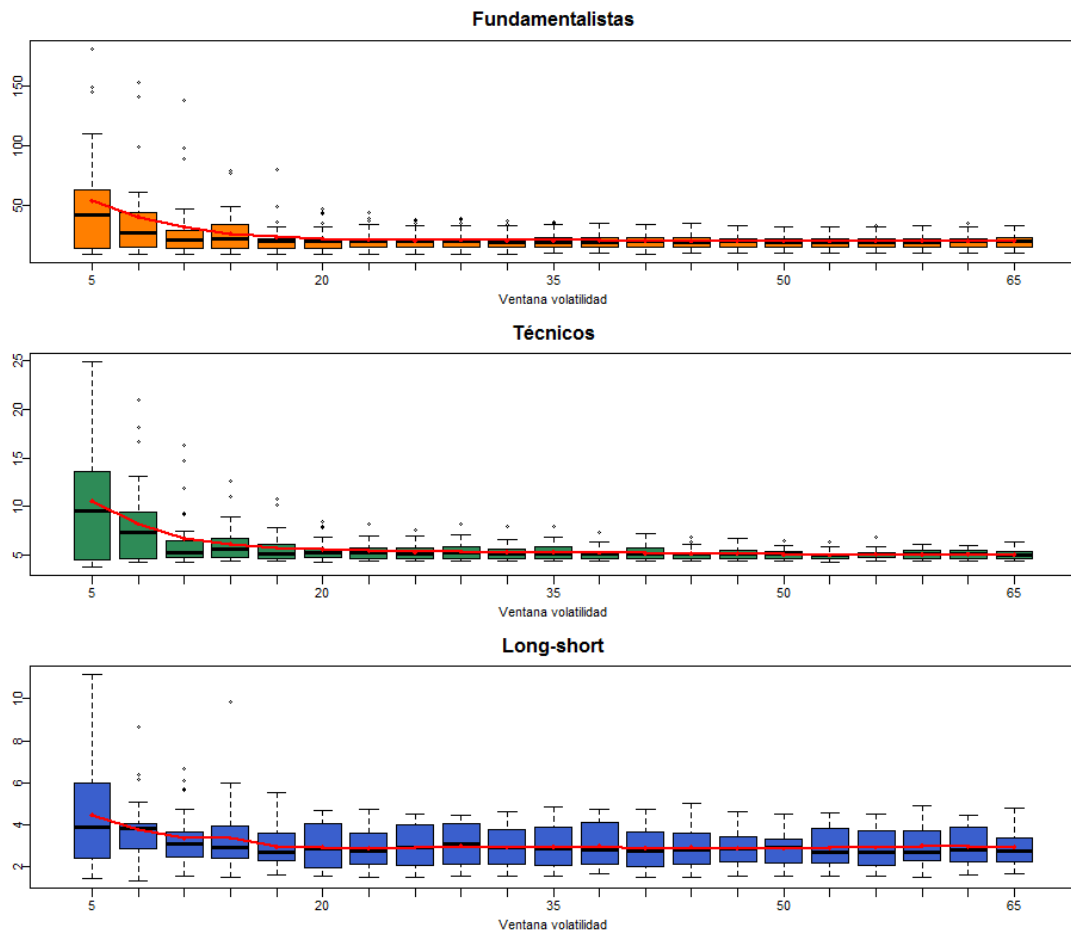 Fundamentalistas
150
100
50
5 20 35 50 65
Ventana volatilidad
Técnicos
25
20
15
10
5
5 20 35 50 65
Ventana volatilidad
Long-short
10
8
6
4
2
5 20 35 50 65
Ventana volatilidad